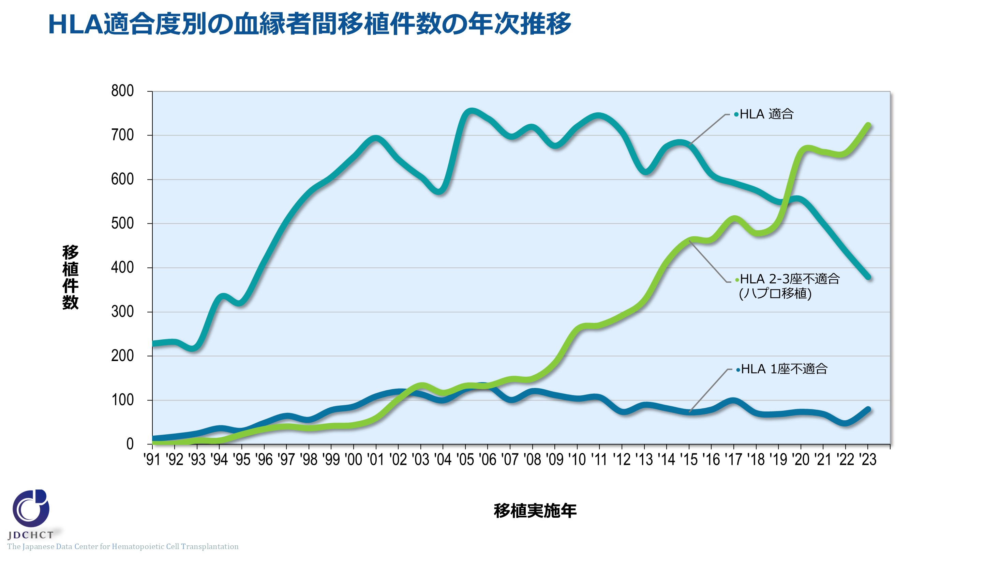 HLA適合度別の血縁者間移植件数の年次推移
800
700
600
500
400
300
200
100
0
移植件数
HLA 適合
HLA 2-3座不適合
(ハプロ移植)
HLA 1座不適合
'91 '92 '93 '94 '95 '96 '97 '98 '99 '00 '01 '02 '03 '04 '05 '06 '07 '08 '09 '10 '11 '12 '13 '14 '15 '16 '17 '18 '19 '20 '21 '22 '23
移植実施年
JDCHCT
The Japanese Data Center for Hematopoietic Cell Transplantation